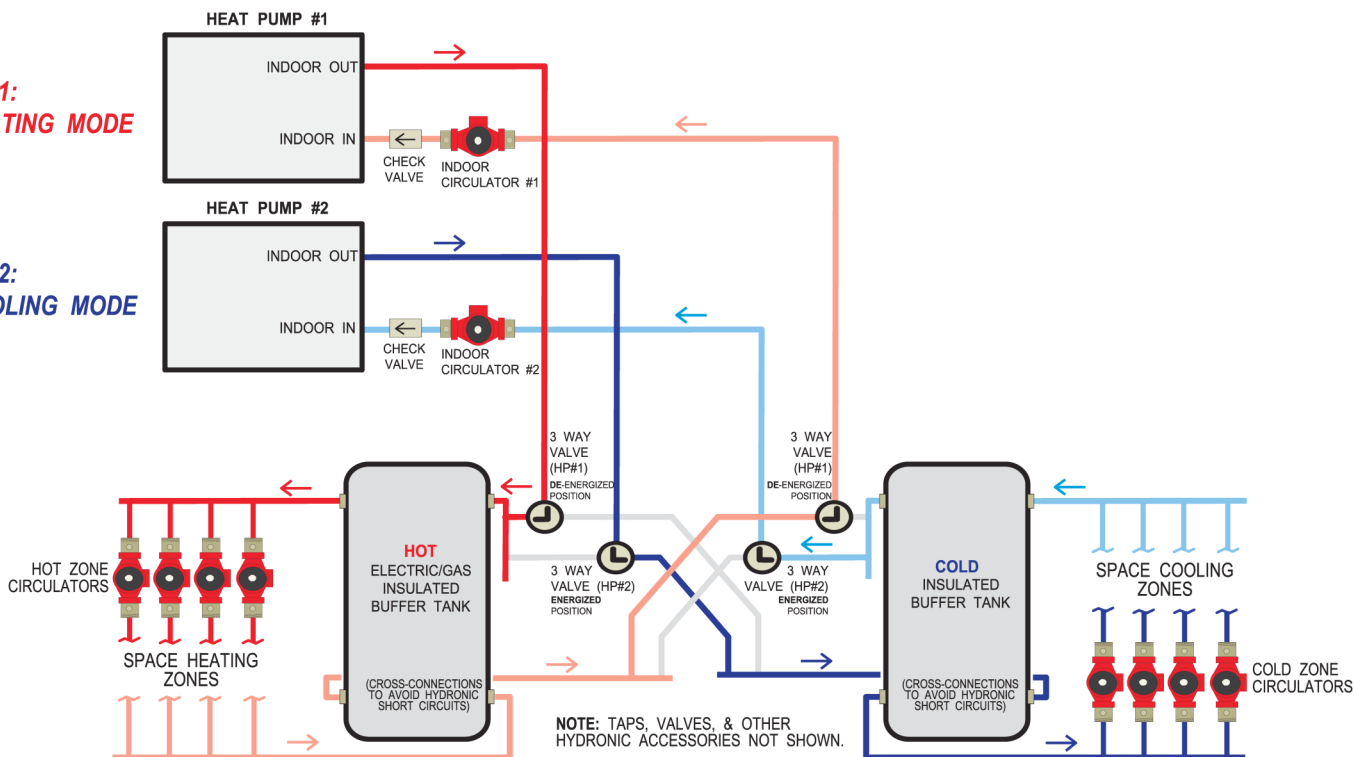 HEAT PUMP #1
INDOOR OUT
1:
TING MODE
INDOOR IN
CHECK
VALVE
INDOOR
CIRCULATOR #1
HEAT PUMP #2
INDOOR OUT
2:
OLING MODE
INDOOR IN
CHECK
VALVE
INDOOR
CIRCULATOR #2
3 WAY
VALVE
(HP#1)
DE-ENERGIZED
POSITION
3 WAY
VALVE
(HP#1)
DE-ENERGIZED
POSITION
HOT ZONE
CIRCULATORS
HOT
ELECTRIC/GAS
INSULATED
BUFFER TANK
3 WAY
VALVE (HP#2)
ENERGIZED
POSITION
3 WAY
VALVE (HP#2)
ENERGIZED
POSITION
COLD
INSULATED
BUFFER TANK
SPACE COOLING
ZONES
SPACE HEATING
ZONES
(CROSS-CONNECTIONS
TO AVOID HYDRONIC
SHORT CIRCUITS)
(CROSS-CONNECTIONS
TO AVOID HYDRONIC
SHORT CIRCUITS)
COLD ZONE
CIRCULATORS
NOTE: TAPS, VALVES, & OTHER
HYDRONIC ACCESSORIES NOT SHOWN.